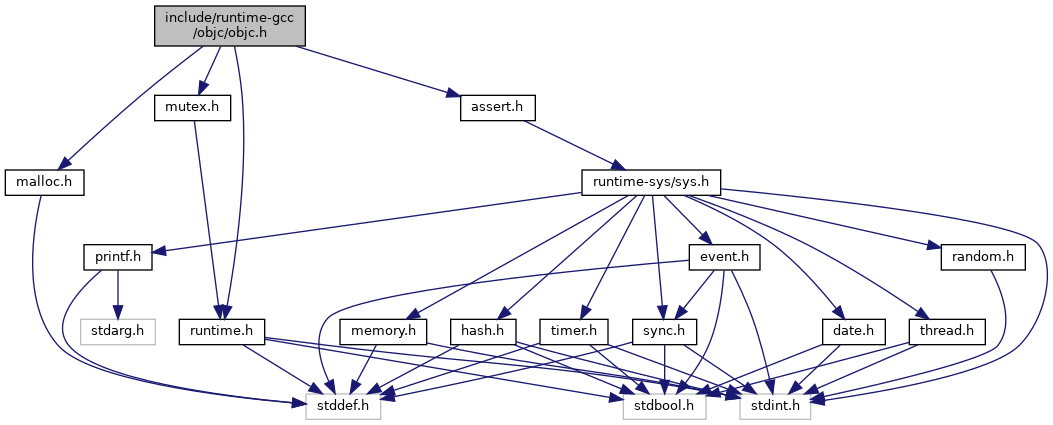 include/runtime-gcc
/objc/objc.h
mutex.h
assert.h
malloc.h
runtime-sys/sys.h
printf.h
event.h
random.h
stdarg.h
runtime.h
memory.h
hash.h
timer.h
sync.h
date.h
thread.h
stddef.h
stdbool.h
stdint.h